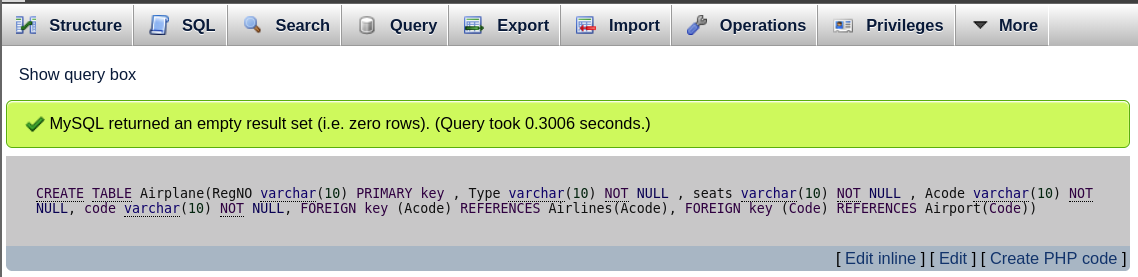 Structure SQL Search Query Export Import Operations Privileges More
Show query box
MySQL returned an empty result set (i.e. zero rows). (Query took 0.3006 seconds.)
CREATE TABLE Airplane(RegNO varchar(10) PRIMARY key , Type varchar(10) NOT NULL , seats varchar(10) NOT NULL , Acode varchar(10) NOT
NULL, code varchar(10) NOT NULL, FOREIGN key (Acode) REFERENCES Airlines(Acode), FOREIGN key (Code) REFERENCES Airport(Code))
[ Edit inline ] [ Edit ] [ Create PHP code ]